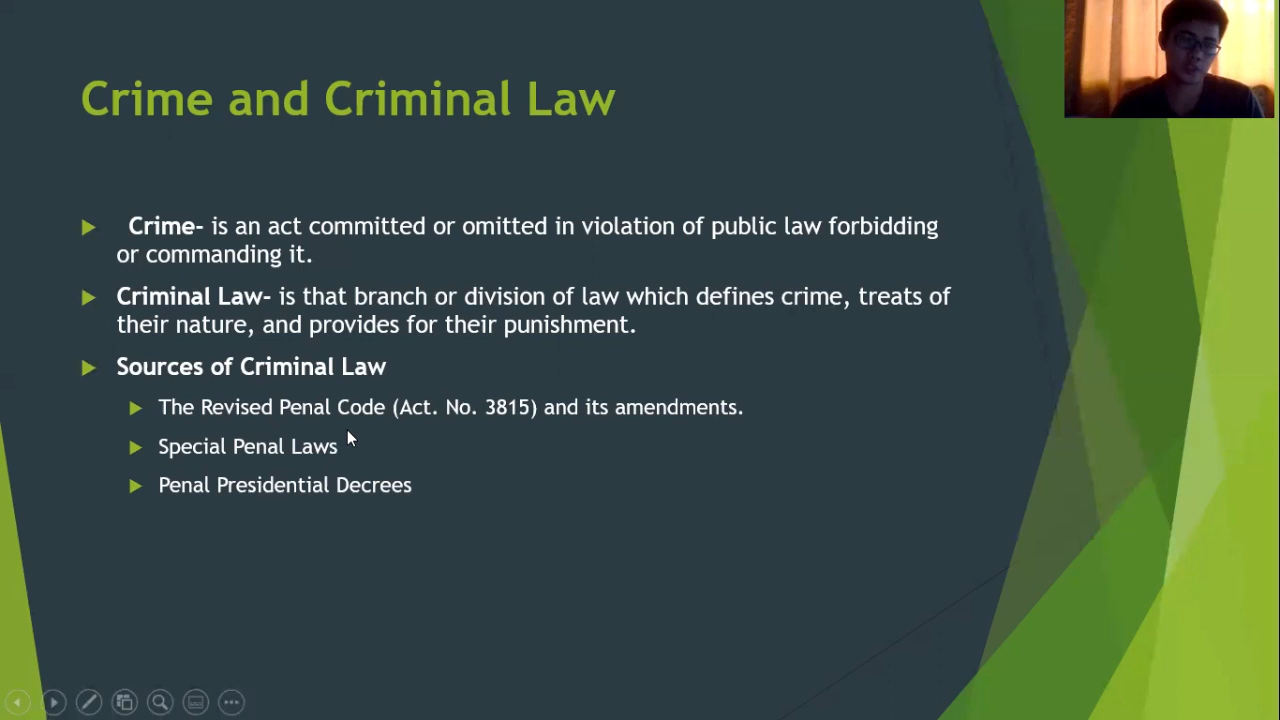 Crime and Criminal Law
Crime- is an act committed or omitted in violation of public law forbidding
or commanding it.
Criminal Law- is that branch or division of law which defines crime, treats of
their nature, and provides for their punishment.
Sources of Criminal Law
The Revised Penal Code (Act. No. 3815) and its amendments.
Special Penal Laws
Penal Presidential Decrees